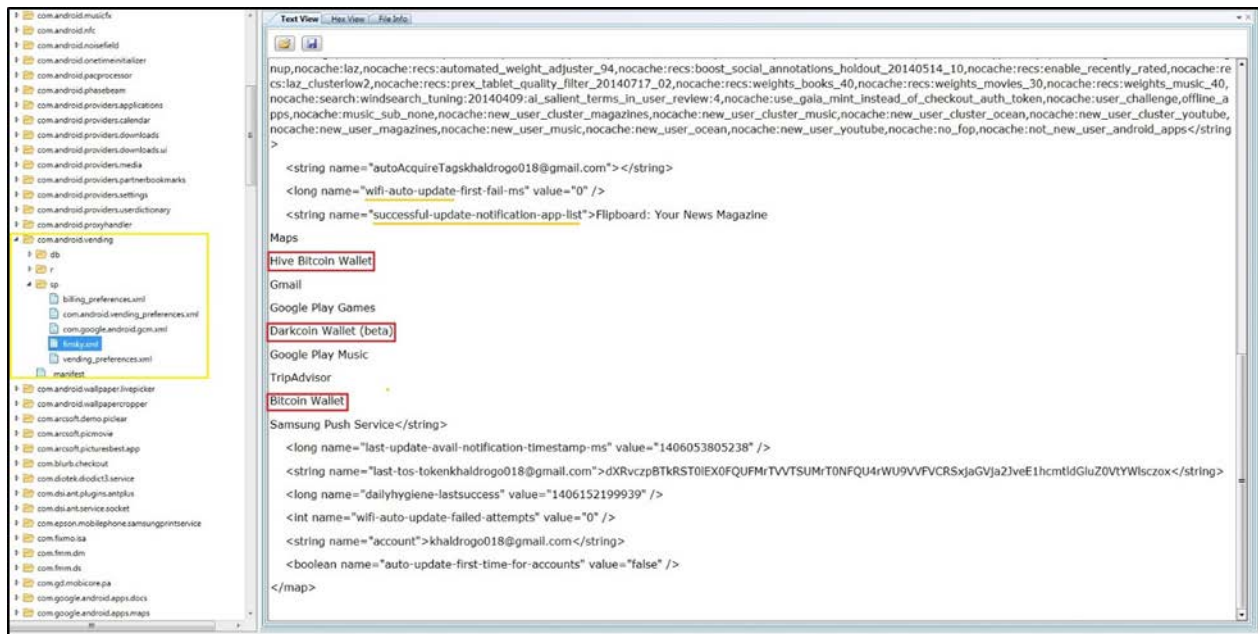 com.android.musicfx
com.android.nfc
com.android.noisefield
com.android.onetimeinitializer
com.android.pacprocessor
com.android.phasebeam
com.android.providers.applications
com.android.providers.calendar
com.android.providers.downloads
com.android.providers.downloads.ui
com.android.providers.media
com.android.providers.partnerbookmarks
com.android.providers.settings
com.android.providers.userdictionary
com.android.proxyhandler
com.android.vending
db
r
sp
billing_preferences.xml
com.android.vending_preferences.xml
com.google.android.gcm.xml
finsky.xml
vending_preferences.xml
manifest
com.android.wallpaper.livepicker
com.android.wallpapercropper
com.arcsoft.demo.piclear
com.arcsoft.picmovie
com.arcsoft.picturesbest.app
com.blurb.checkout
com.diotek.diodict3.service
com.dsi.ant.plugins.antplus
com.dsi.ant.service.socket
com.epson.mobilephone.samsungprintservice
com.fixmo.isa
com.fmm.dm
com.fmm.ds
com.gd.mobicore.pa
com.google.android.apps.docs
com.google.android.apps.maps
Text View Hex View File Info
nup,nocache:laz,nocache:recs:automated_weight_adjuster_94,nocache:recs:boost_social_annotations_holdout_20140514_10,nocache:recs:enable_recently_rated,nocache:re
cs:laz_clusterlow2,nocache:recs:prex_tablet_quality_filter_20140717_02,nocache:recs:weights_books_40,nocache:recs:weights_movies_30,nocache:recs:weights_music_40,
nocache:search:windsearch_tuning:20140409:ai_salient_terms_in_user_review:4,nocache:use_gaia_mint_instead_of_checkout_auth_token,nocache:user_challenge,offline_a
pps,nocache:music_sub_none,nocache:new_user_cluster_magazines,nocache:new_user_cluster_music,nocache:new_user_cluster_ocean,nocache:new_user_cluster_youtube,
nocache:new_user_magazines,nocache:new_user_music,nocache:new_user_ocean,nocache:new_user_youtube,nocache:no_fop,nocache:not_new_user_android_apps</string
>
<string name="autoAcquireTagskhaldrogo018@gmail.com"></string>
<long name="wifi-auto-update-first-fail-ms" value="0" />
<string name="successful-update-notification-app-list">Flipboard: Your News Magazine
Maps
Hive Bitcoin Wallet
Gmail
Google Play Games
Darkcoin Wallet (beta)
Google Play Music
TripAdvisor
Bitcoin Wallet
Samsung Push Service</string>
<long name="last-update-avail-notification-timestamp-ms" value="1406053805238" />
<string name="last-tos-tokenkhaldrogo018@gmail.com">dXRvczpBTkRST0lEX0FQUFMrTVVTSUMrT0NFQU4rWU9VVFVCRSxjaGVja2JveE1hcmtldGluZ0VtYWlsczox</string>
<long name="dailyhygiene-lastsuccess" value="1406152199939" />
<int name="wifi-auto-update-failed-attempts" value="0" />
<string name="account">khaldrogo018@gmail.com</string>
<boolean name="auto-update-first-time-for-accounts" value="false" />
</map>